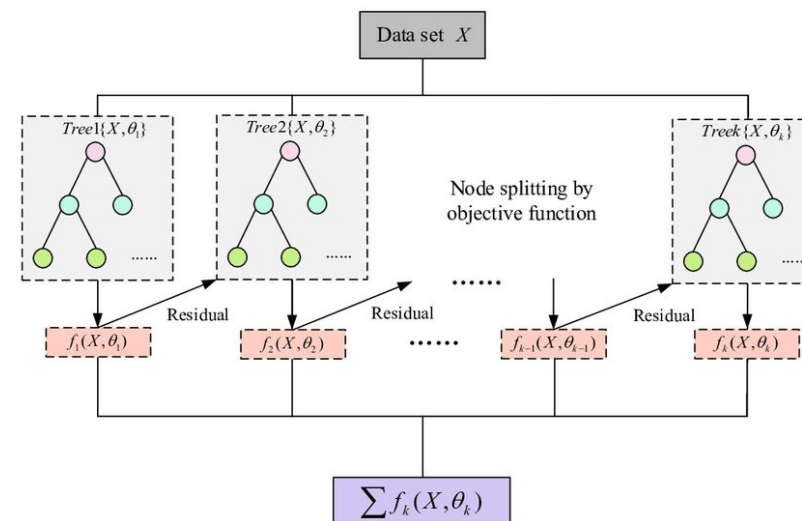 Data set X
Tree1{X,θ₁}
Tree2{X,θ₂}
Treek{X,θₖ}
Node splitting by
objective function
......
......
......
......
Residual
Residual
Residual
f₁(X,θ₁)
f₂(X,θ₂)
......
fₖ₋₁(X,θₖ₋₁)
fₖ(X,θₖ)
∑ fₖ(X,θₖ)